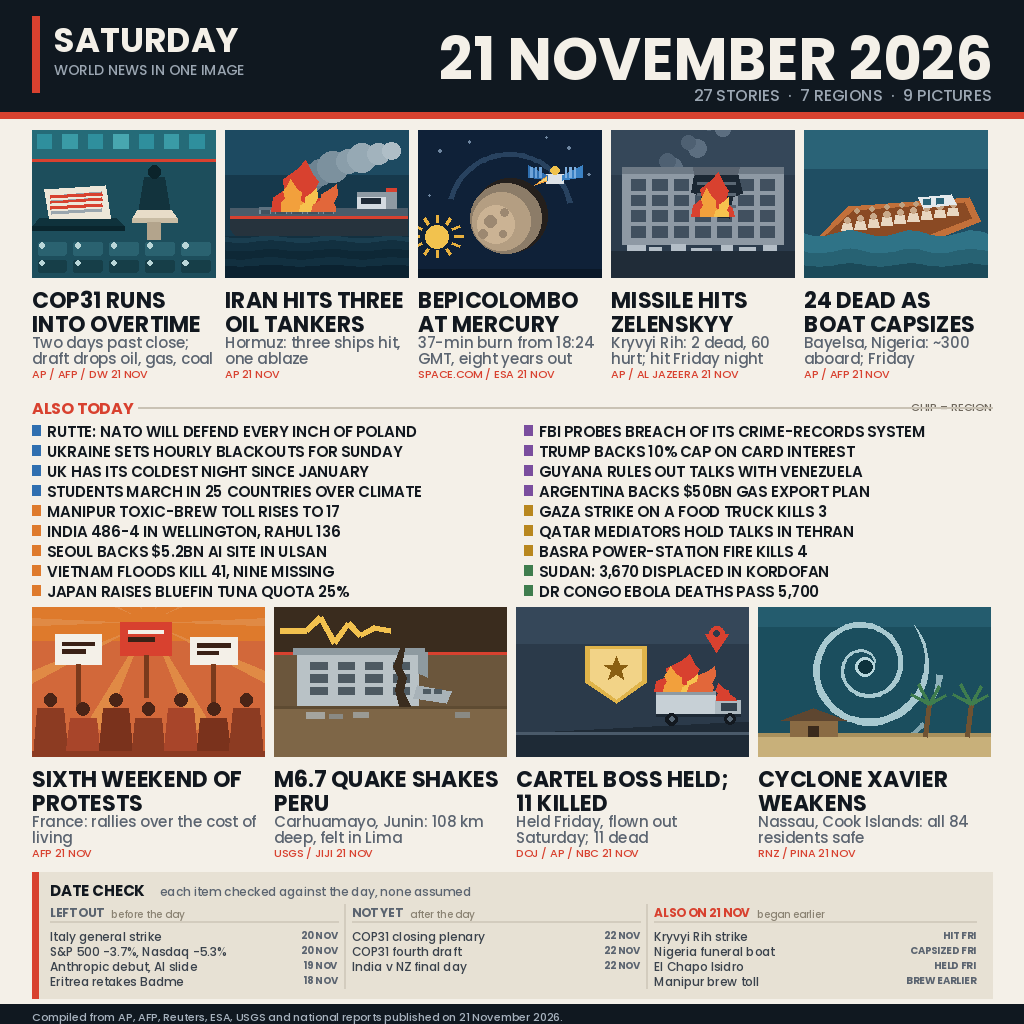 SATURDAY
WORLD NEWS IN ONE IMAGE
21 NOVEMBER 2026
27 STORIES · 7 REGIONS · 9 PICTURES
COP31 RUNS
INTO OVERTIME
Two days past close;
draft drops oil, gas, coal
AP / AFP / DW 21 NOV
IRAN HITS THREE
OIL TANKERS
Hormuz: three ships hit,
one ablaze
AP 21 NOV
BEPICOLOMBO
AT MERCURY
37-min burn from 18:24
GMT, eight years out
SPACE.COM / ESA 21 NOV
MISSILE HITS
ZELENSKYY
Kryvyi Rih: 2 dead, 60
hurt; hit Friday night
AP / AL JAZEERA 21 NOV
24 DEAD AS
BOAT CAPSIZES
Bayelsa, Nigeria: ~300
aboard; Friday
AP / AFP 21 NOV
ALSO TODAY
CHIP = REGION
RUTTE: NATO WILL DEFEND EVERY INCH OF POLAND
UKRAINE SETS HOURLY BLACKOUTS FOR SUNDAY
UK HAS ITS COLDEST NIGHT SINCE JANUARY
STUDENTS MARCH IN 25 COUNTRIES OVER CLIMATE
MANIPUR TOXIC-BREW TOLL RISES TO 17
INDIA 486-4 IN WELLINGTON, RAHUL 136
SEOUL BACKS $5.2BN AI SITE IN ULSAN
VIETNAM FLOODS KILL 41, NINE MISSING
JAPAN RAISES BLUEFIN TUNA QUOTA 25%
FBI PROBES BREACH OF ITS CRIME-RECORDS SYSTEM
TRUMP BACKS 10% CAP ON CARD INTEREST
GUYANA RULES OUT TALKS WITH VENEZUELA
ARGENTINA BACKS $50BN GAS EXPORT PLAN
GAZA STRIKE ON A FOOD TRUCK KILLS 3
QATAR MEDIATORS HOLD TALKS IN TEHRAN
BASRA POWER-STATION FIRE KILLS 4
SUDAN: 3,670 DISPLACED IN KORDOFAN
DR CONGO EBOLA DEATHS PASS 5,700
SIXTH WEEKEND OF
PROTESTS
France: rallies over the cost of
living
AFP 21 NOV
M6.7 QUAKE SHAKES
PERU
Carhuamayo, Junin: 108 km
deep, felt in Lima
USGS / JIJI 21 NOV
CARTEL BOSS HELD;
11 KILLED
Held Friday, flown out
Saturday; 11 dead
DOJ / AP / NBC 21 NOV
CYCLONE XAVIER
WEAKENS
Nassau, Cook Islands: all 84
residents safe
RNZ / PINA 21 NOV
DATE CHECK each item checked against the day, none assumed
LEFT OUT before the day
Italy general strike 20 NOV
S&P 500 -3.7%, Nasdaq -5.3% 20 NOV
Anthropic debut, AI slide 19 NOV
Eritrea retakes Badme 18 NOV
NOT YET after the day
COP31 closing plenary 22 NOV
COP31 fourth draft 22 NOV
India v NZ final day 22 NOV
ALSO ON 21 NOV began earlier
Kryvyi Rih strike HIT FRI
Nigeria funeral boat CAPSIZED FRI
El Chapo Isidro HELD FRI
Manipur brew toll BREW EARLIER
Compiled from AP, AFP, Reuters, ESA, USGS and national reports published on 21 November 2026.